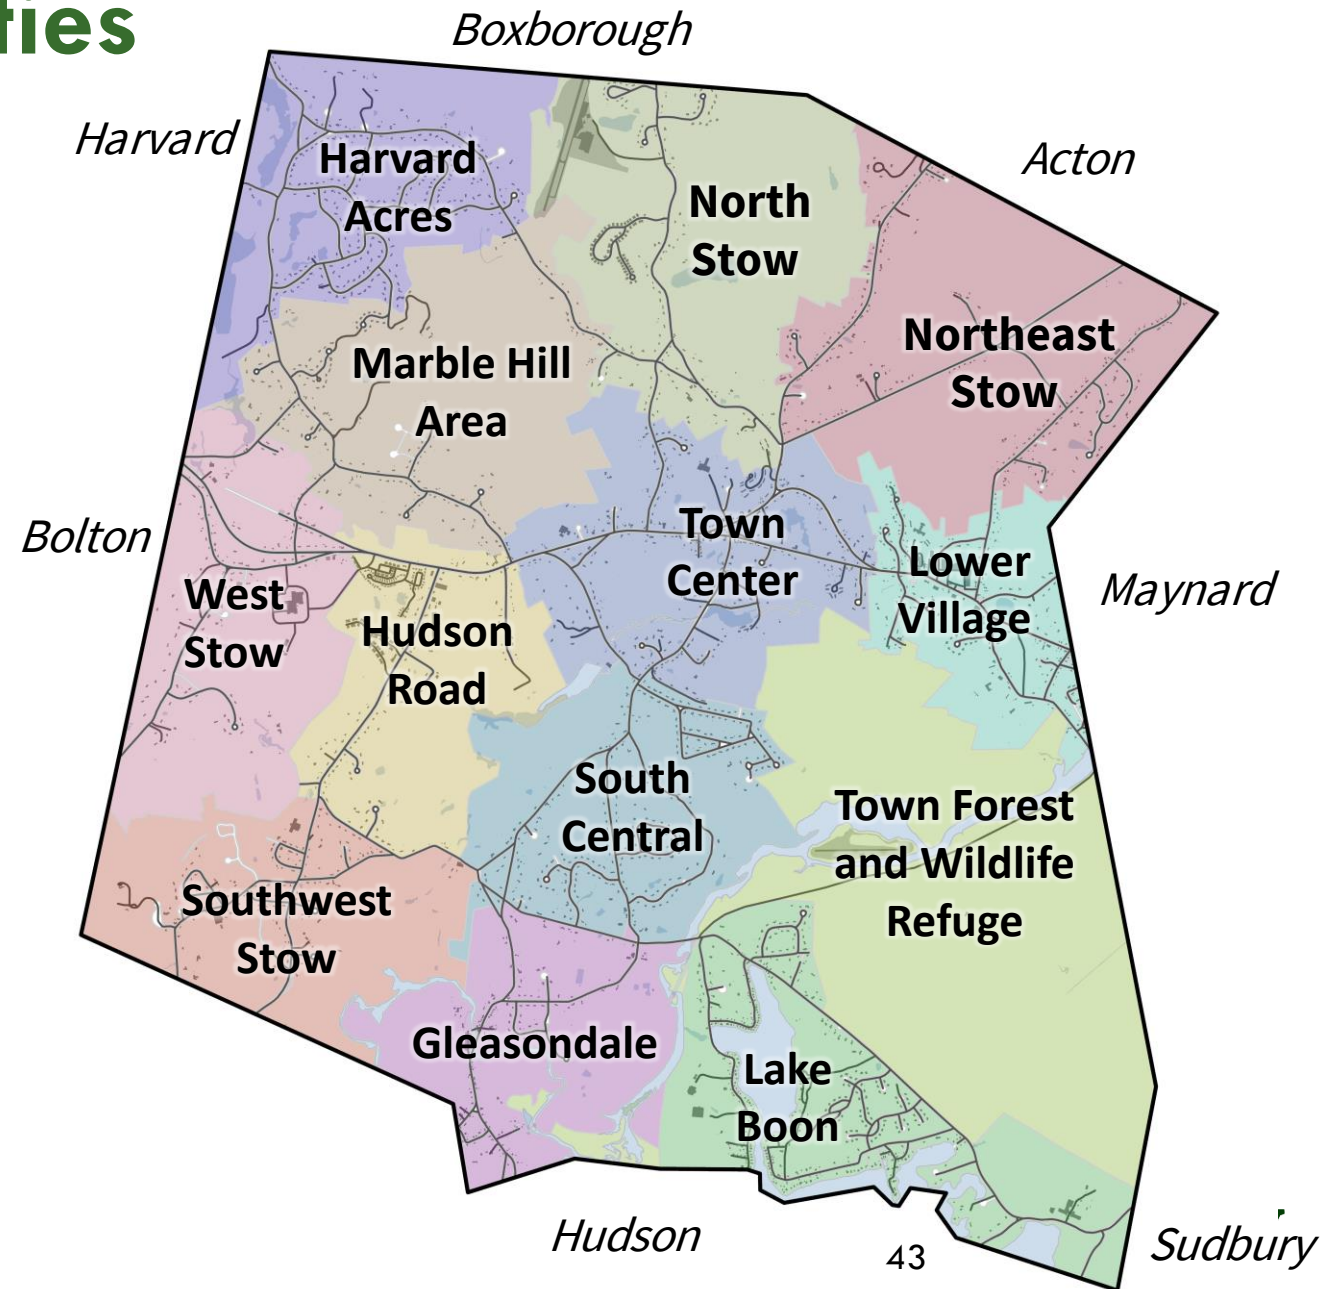 ties
Boxborough
Harvard
Acton
Harvard
Acres
North
Stow
Northeast
Stow
Marble Hill
Area
Bolton
Town
Center
Lower
Village
Maynard
West
Stow
Hudson
Road
South
Central
Town Forest
and Wildlife
Refuge
Southwest
Stow
Gleasondale
Lake
Boon
Hudson
43
Sudbury